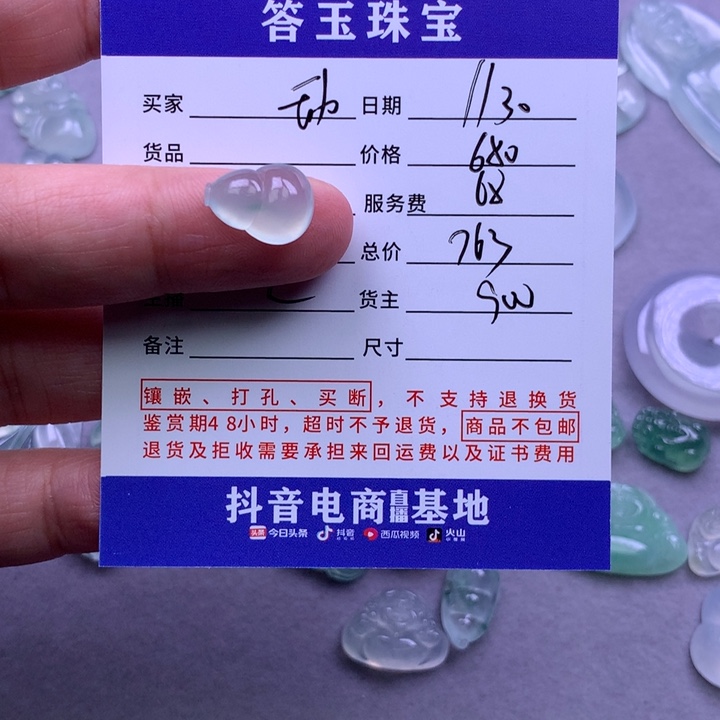 答玉珠宝
买家 日期 11/30
货品 价格 680
服务费 68
总价 763
货主 SW
备注 尺寸
镶嵌、打孔、买断，不支持退换货
鉴赏期48小时，超时不予退货，商品不包邮
退货及拒收需要承担来回运费以及证书费用
抖音电商直播基地
头条 今日头条 抖音 西瓜视频 火山